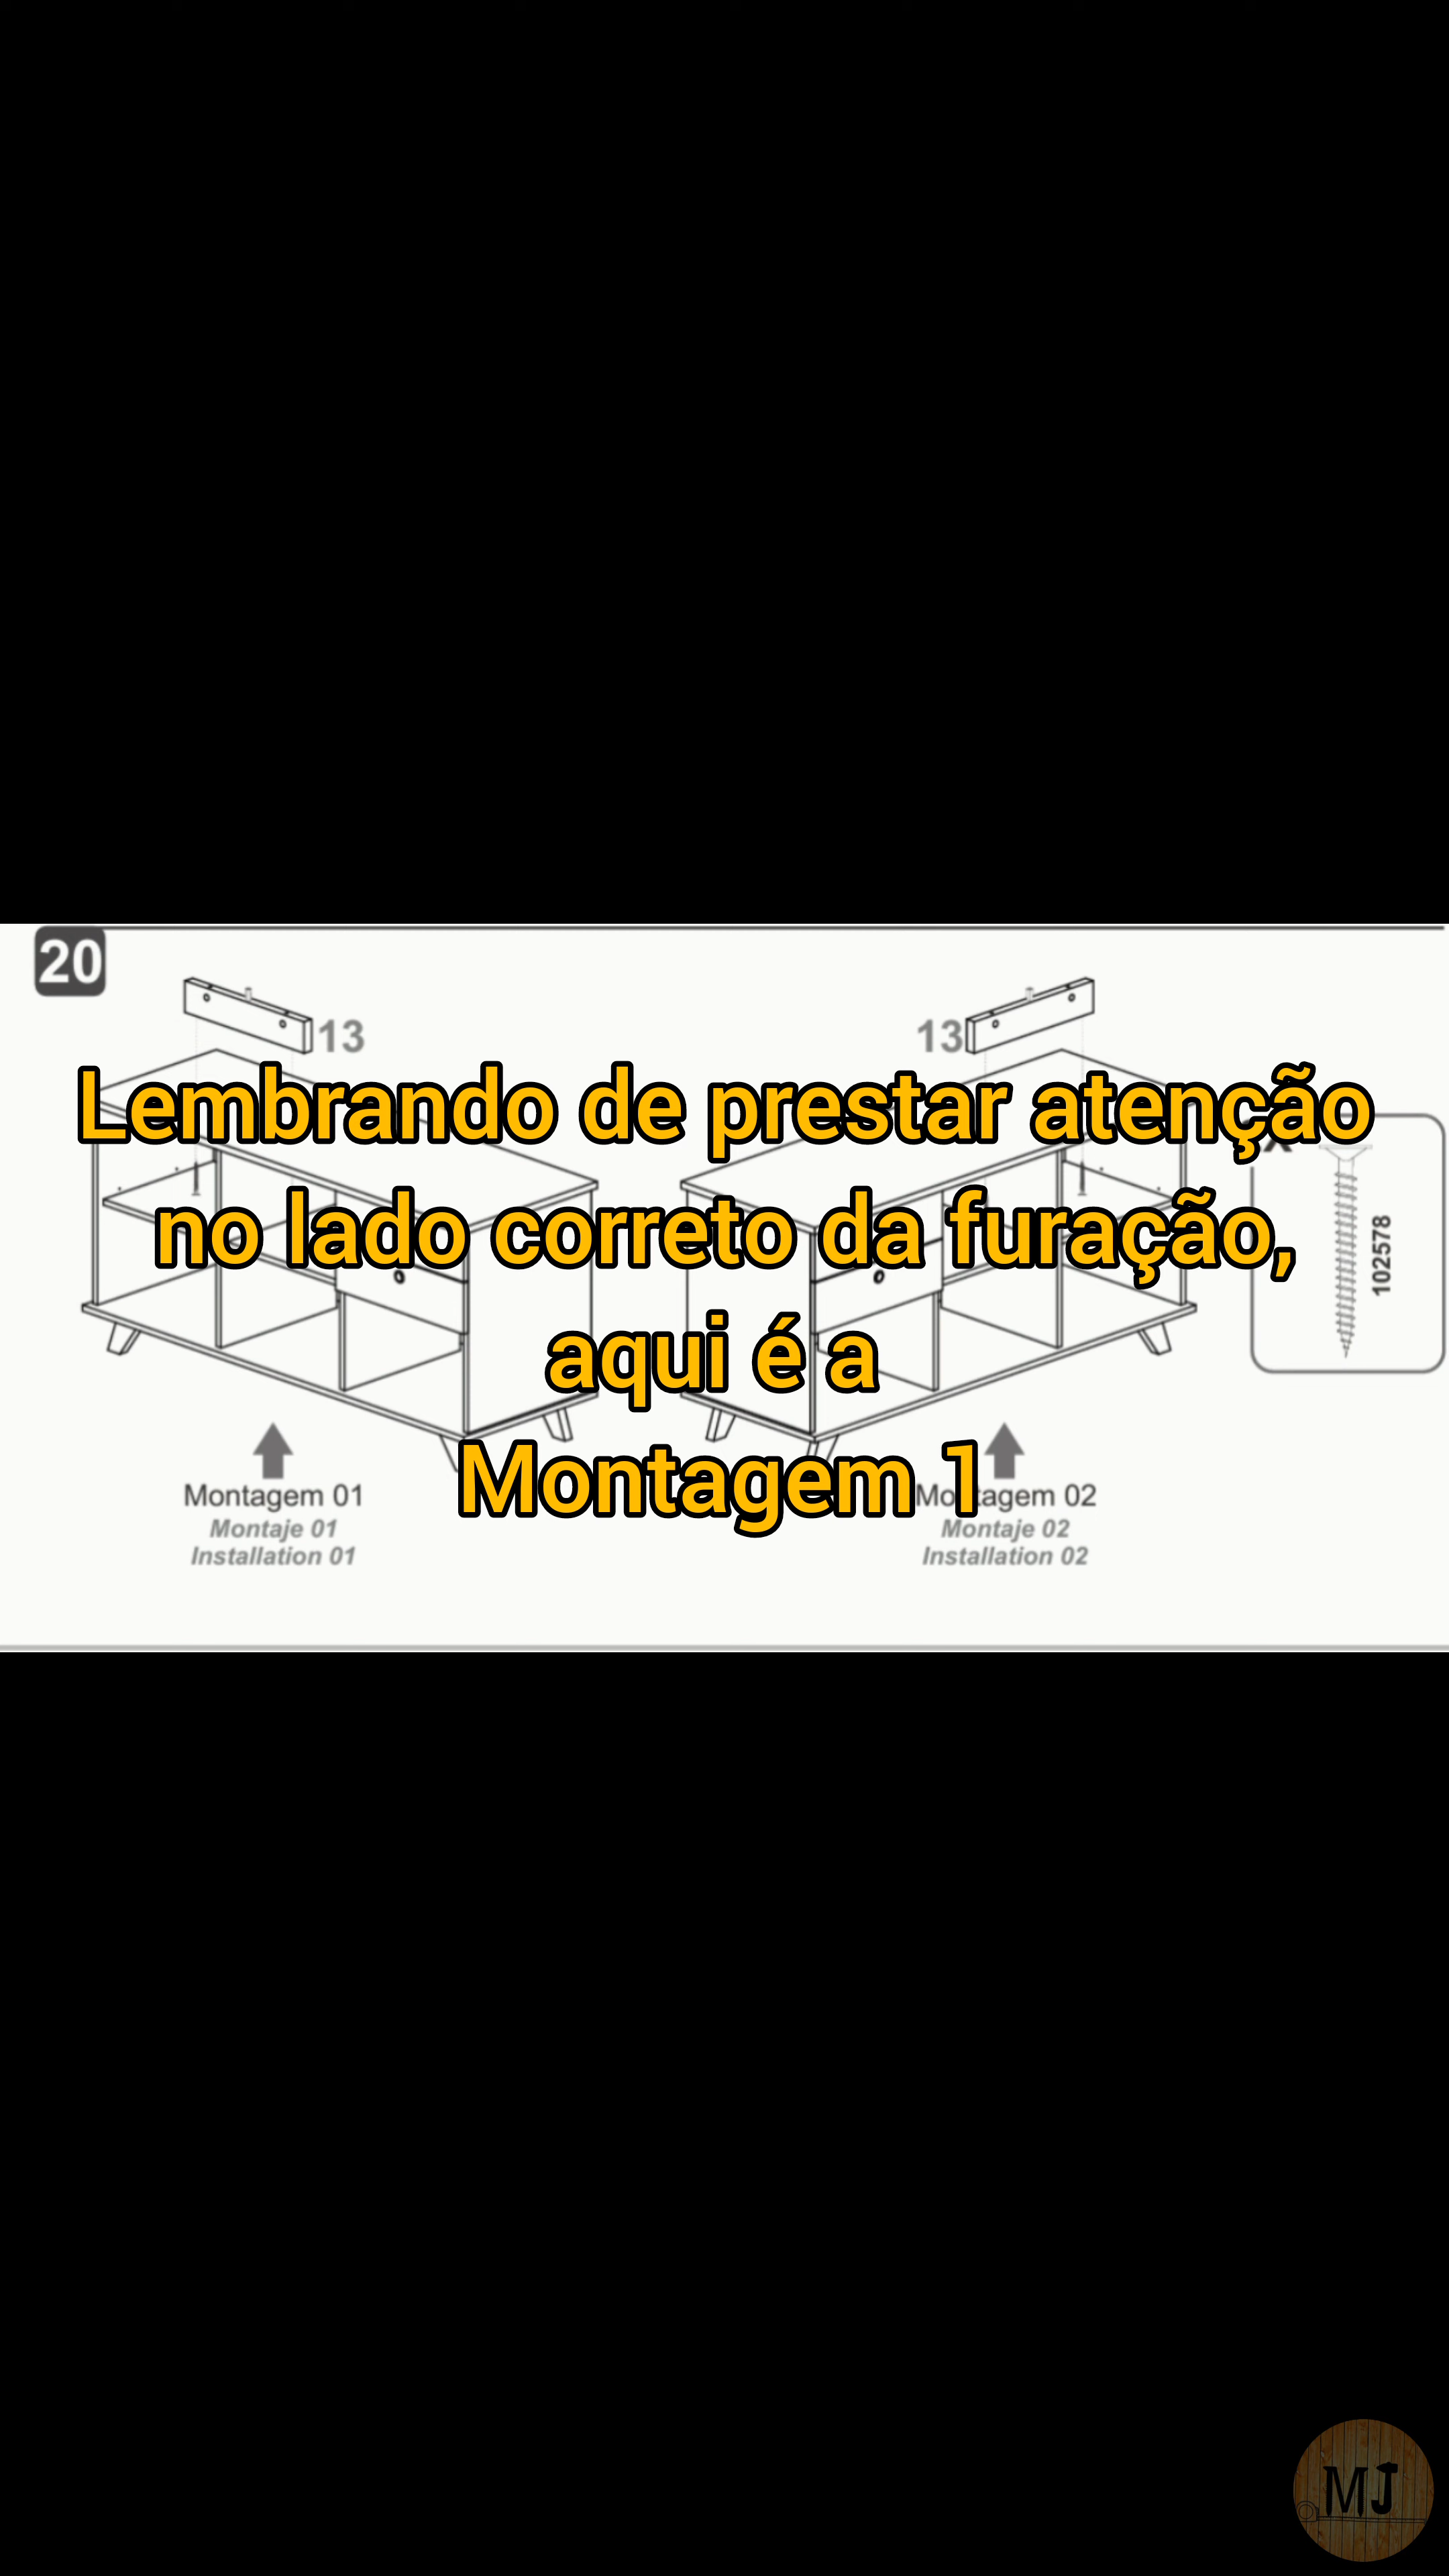 20
13
13
Lembrando de prestar atenção
no lado correto da furação,
aqui é a
Montagem 1
102578
Montagem 01
Montaje 01
Installation 01
Montagem 02
Montaje 02
Installation 02
MJ